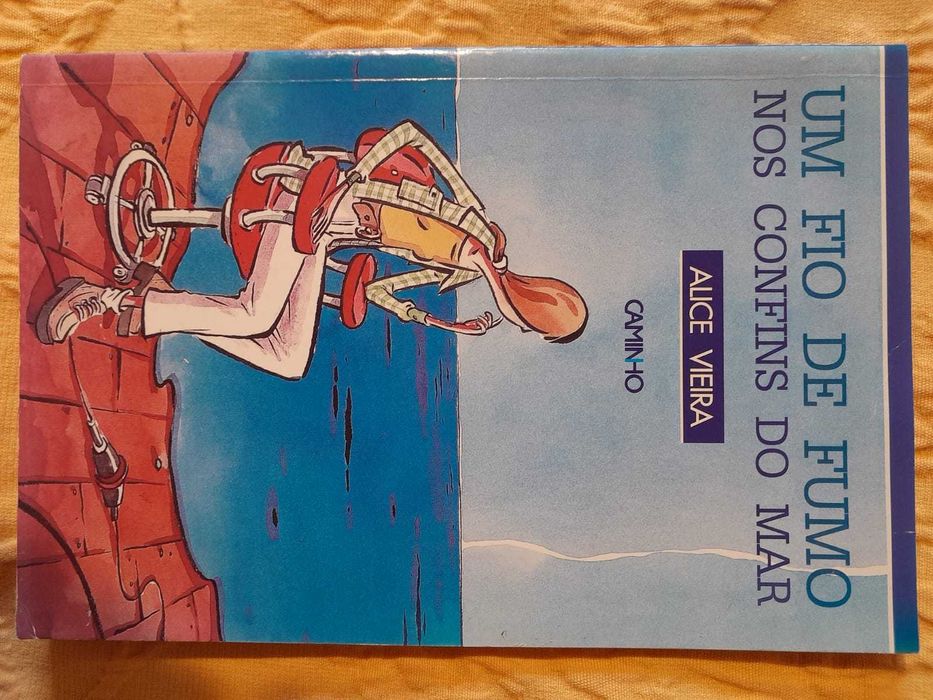 UM FIO DE FUMO
NOS CONFINS DO MAR
ALICE VIEIRA
CAMINHO